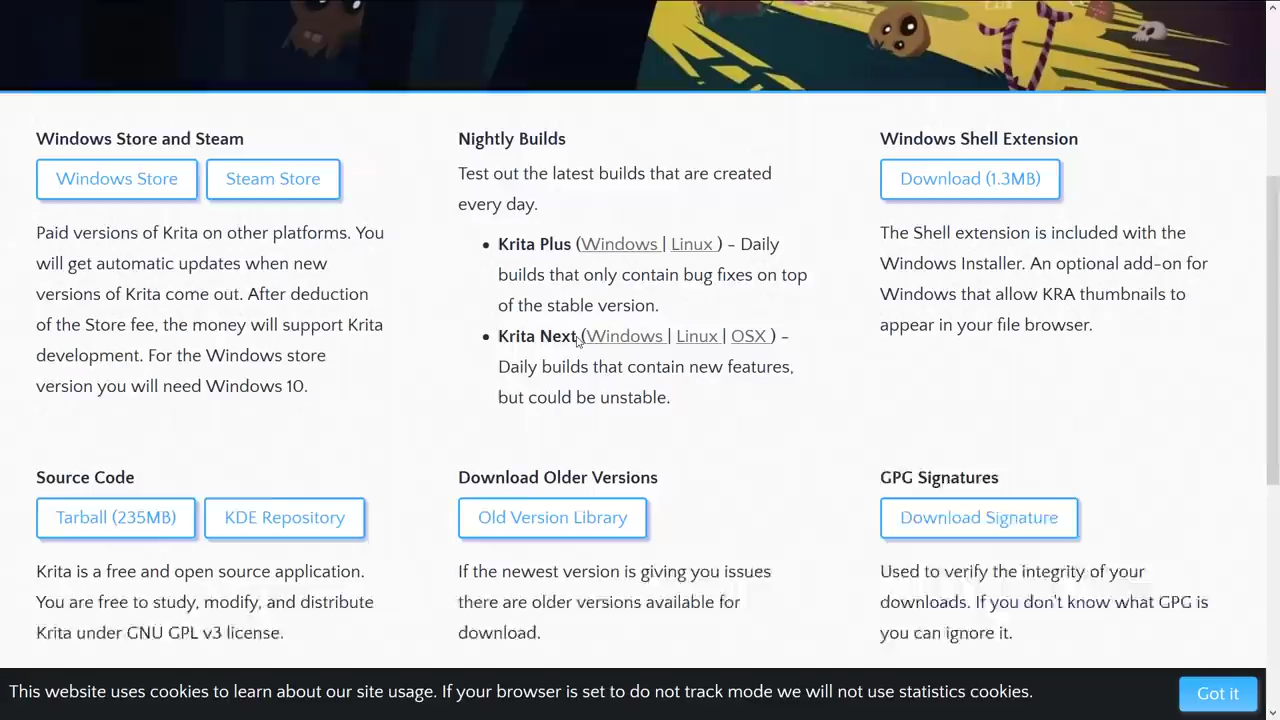 Windows Store and Steam
Windows Store
Steam Store
Paid versions of Krita on other platforms. You
will get automatic updates when new
versions of Krita come out. After deduction
of the Store fee, the money will support Krita
development. For the Windows store
version you will need Windows 10.
Nightly Builds
Test out the latest builds that are created
every day.
• Krita Plus (Windows | Linux ) - Daily
builds that only contain bug fixes on top
of the stable version.
• Krita Next (Windows | Linux | OSX ) -
Daily builds that contain new features,
but could be unstable.
Windows Shell Extension
Download (1.3MB)
The Shell extension is included with the
Windows Installer. An optional add-on for
Windows that allow KRA thumbnails to
appear in your file browser.
Source Code
Tarball (235MB)
KDE Repository
Krita is a free and open source application.
You are free to study, modify, and distribute
Krita under GNU GPL v3 license.
Download Older Versions
Old Version Library
If the newest version is giving you issues
there are older versions available for
download.
GPG Signatures
Download Signature
Used to verify the integrity of your
downloads. If you don't know what GPG is
you can ignore it.
This website uses cookies to learn about our site usage. If your browser is set to do not track mode we will not use statistics cookies.
Got it